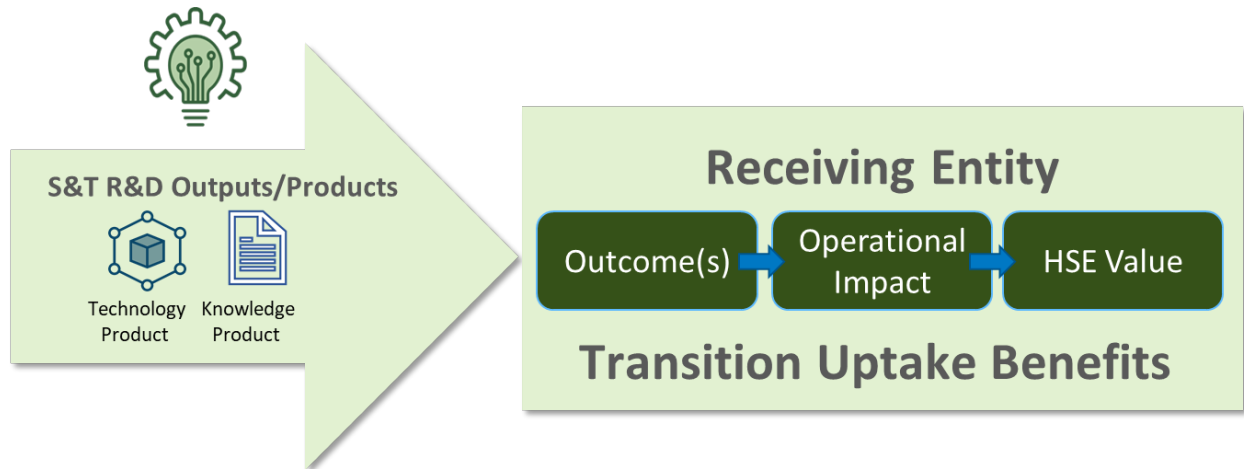 S&T R&D Outputs/Products
Technology
Product
Knowledge
Product
Receiving Entity
Outcome(s)
Operational
Impact
HSE Value
Transition Uptake Benefits